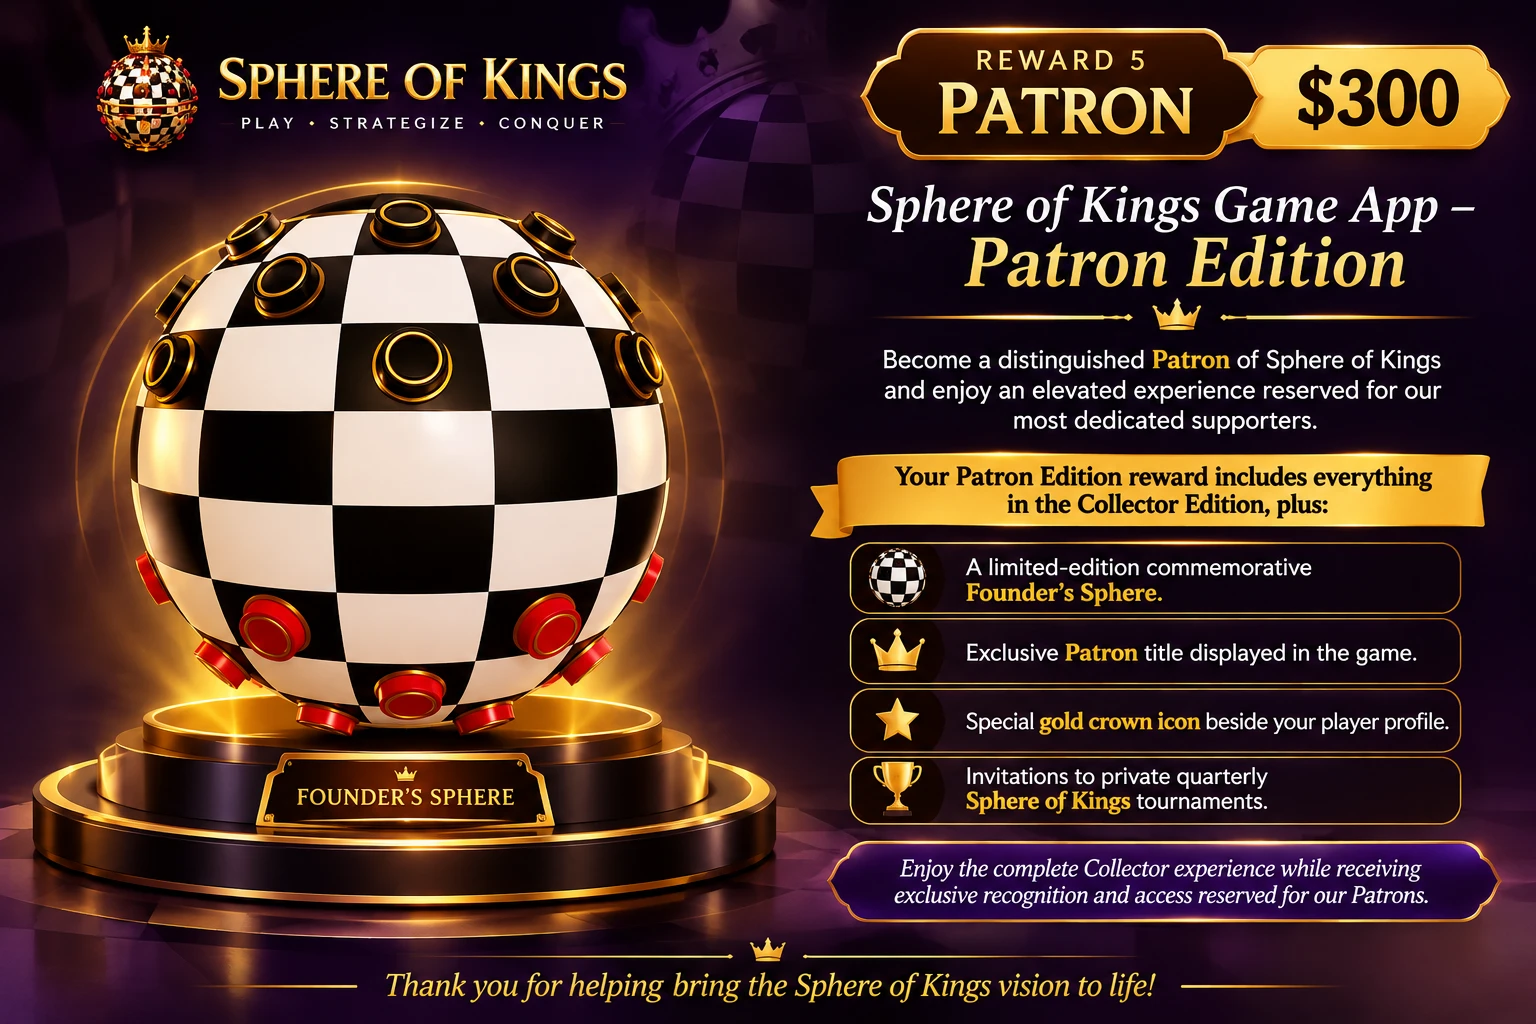 SPHERE OF KINGS
PLAY • STRATEGIZE • CONQUER
REWARD 5
PATRON
$300
Sphere of Kings Game App –
Patron Edition
Become a distinguished Patron of Sphere of Kings
and enjoy an elevated experience reserved for our
most dedicated supporters.
Your Patron Edition reward includes everything
in the Collector Edition, plus:
A limited-edition commemorative
Founder's Sphere.
Exclusive Patron title displayed in the game.
Special gold crown icon beside your player profile.
Invitations to private quarterly
Sphere of Kings tournaments.
FOUNDER'S SPHERE
Enjoy the complete Collector experience while receiving
exclusive recognition and access reserved for our Patrons.
Thank you for helping bring the Sphere of Kings vision to life!